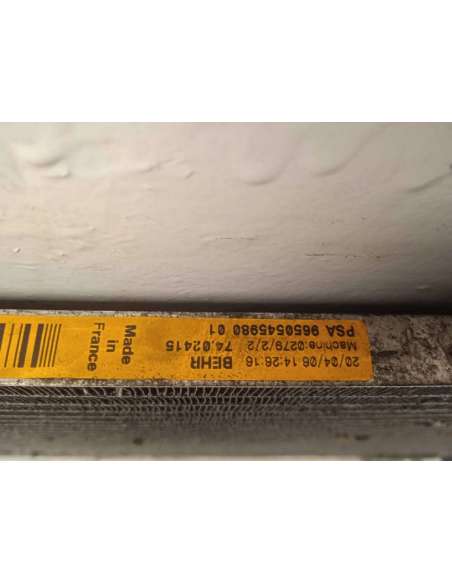 20/04/06 14:26:16
BEHR
Machine:0279/2/2 74.02415
PSA 9650545980 01
Made
in
France